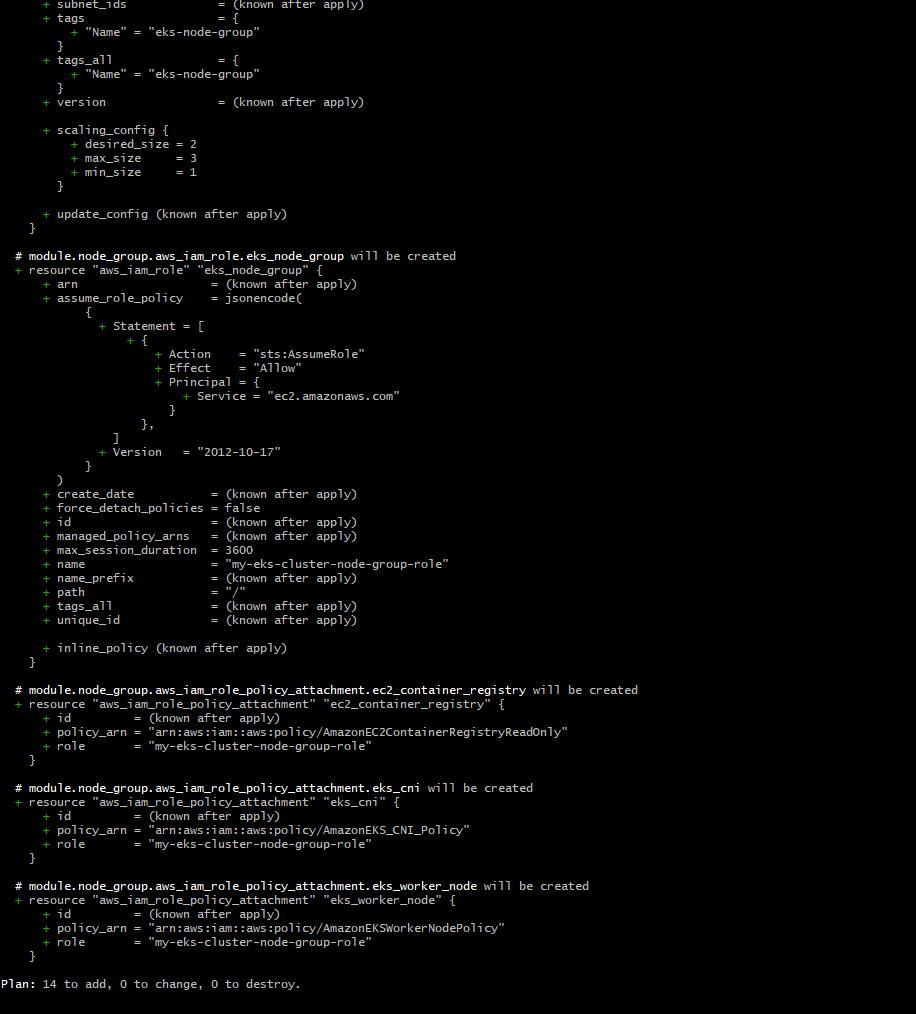 + subnet_ids             = (known after apply)
+ tags                   = {
    + "Name" = "eks-node-group"
  }
+ tags_all               = {
    + "Name" = "eks-node-group"
  }
+ version                = (known after apply)
+ scaling_config {
    + desired_size = 2
    + max_size     = 3
    + min_size     = 1
  }
+ update_config (known after apply)
}
# module.node_group.aws_iam_role.eks_node_group will be created
+ resource "aws_iam_role" "eks_node_group" {
    + arn                   = (known after apply)
    + assume_role_policy    = jsonencode(
          {
            + Statement = [
                + {
                    + Action    = "sts:AssumeRole"
                    + Effect    = "Allow"
                    + Principal = {
                        + Service = "ec2.amazonaws.com"
                      }
                  },
              ]
            + Version   = "2012-10-17"
          }
      )
    + create_date           = (known after apply)
    + force_detach_policies = false
    + id                    = (known after apply)
    + managed_policy_arns   = (known after apply)
    + max_session_duration  = 3600
    + name                  = "my-eks-cluster-node-group-role"
    + name_prefix           = (known after apply)
    + path                  = "/"
    + tags_all              = (known after apply)
    + unique_id             = (known after apply)
    + inline_policy (known after apply)
  }
# module.node_group.aws_iam_role_policy_attachment.ec2_container_registry will be created
+ resource "aws_iam_role_policy_attachment" "ec2_container_registry" {
    + id         = (known after apply)
    + policy_arn = "arn:aws:iam::aws:policy/AmazonEC2ContainerRegistryReadOnly"
    + role       = "my-eks-cluster-node-group-role"
  }
# module.node_group.aws_iam_role_policy_attachment.eks_cni will be created
+ resource "aws_iam_role_policy_attachment" "eks_cni" {
    + id         = (known after apply)
    + policy_arn = "arn:aws:iam::aws:policy/AmazonEKS_CNI_Policy"
    + role       = "my-eks-cluster-node-group-role"
  }
# module.node_group.aws_iam_role_policy_attachment.eks_worker_node will be created
+ resource "aws_iam_role_policy_attachment" "eks_worker_node" {
    + id         = (known after apply)
    + policy_arn = "arn:aws:iam::aws:policy/AmazonEKSWorkerNodePolicy"
    + role       = "my-eks-cluster-node-group-role"
  }
Plan: 14 to add, 0 to change, 0 to destroy.